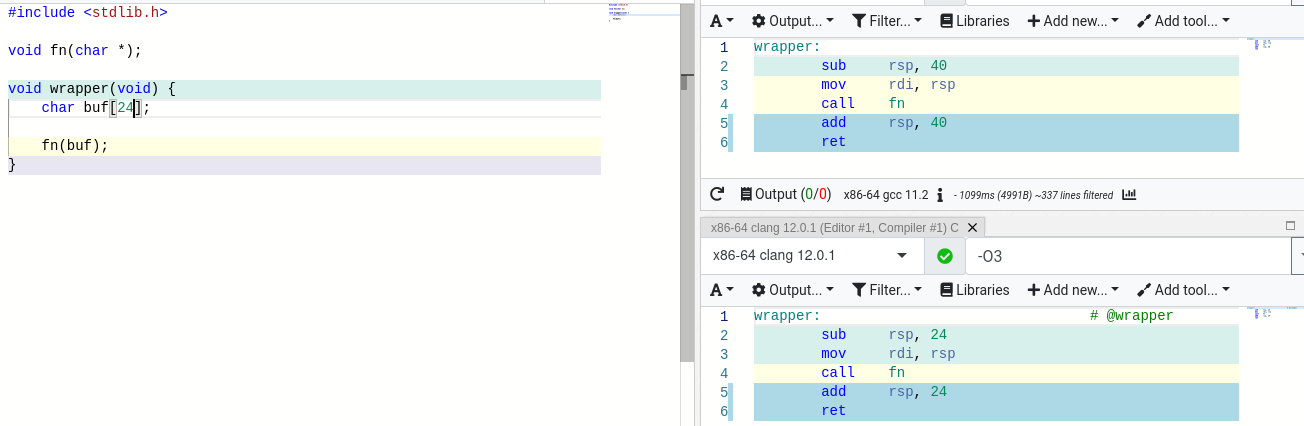 #include <stdlib.h>
void fn(char *);
void wrapper(void) {
char buf[24];
fn(buf);
}
A Output... Filter... Libraries Add new... Add tool...
1 wrapper:
2 sub rsp, 40
3 mov rdi, rsp
4 call fn
5 add rsp, 40
6 ret
Output (0/0) x86-64 gcc 11.2 i - 1099ms (4991B) ~337 lines filtered
x86-64 clang 12.0.1 (Editor #1, Compiler #1) C
x86-64 clang 12.0.1 -O3
A Output... Filter... Libraries Add new... Add tool...
1 wrapper: # @wrapper
2 sub rsp, 24
3 mov rdi, rsp
4 call fn
5 add rsp, 24
6 ret